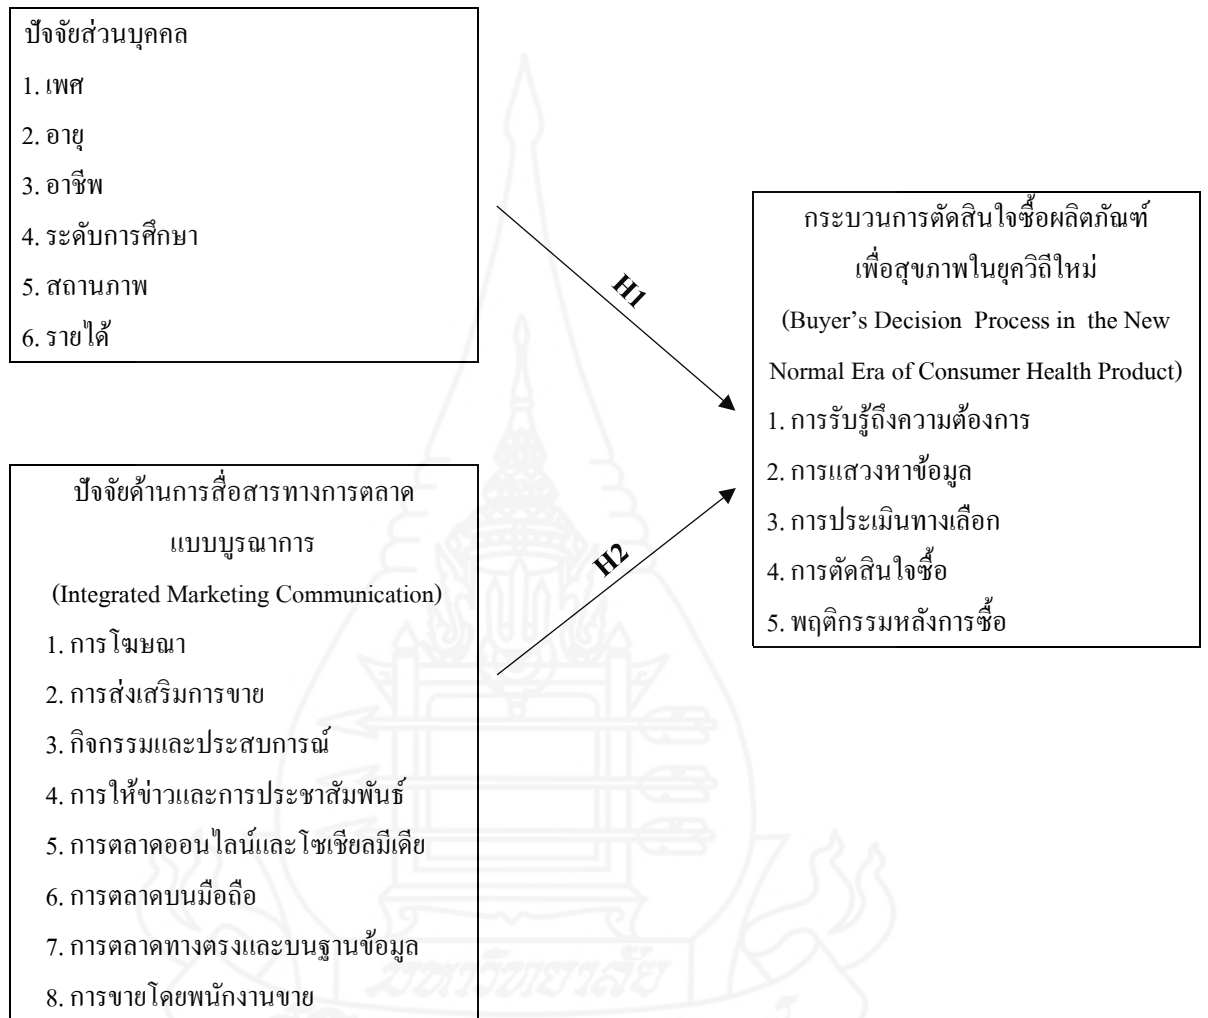 ปัจจัยส่วนบุคคล
1. เพศ
2. อายุ
3. อาชีพ
4. ระดับการศึกษา
5. สถานภาพ
6. รายได้
H1
ปัจจัยด้านการสื่อสารทางการตลาด
แบบบูรณาการ
(Integrated Marketing Communication)
1. การโฆษณา
2. การส่งเสริมการขาย
3. กิจกรรมและประสบการณ์
4. การให้ข่าวและการประชาสัมพันธ์
5. การตลาดออนไลน์และโซเชียลมีเดีย
6. การตลาดบนมือถือ
7. การตลาดทางตรงและบนฐานข้อมูล
8. การขายโดยพนักงานขาย
H2
กระบวนการตัดสินใจซื้อผลิตภัณฑ์
เพื่อสุขภาพในยุควิถีใหม่
(Buyer’s Decision Process in the New
Normal Era of Consumer Health Product)
1. การรับรู้ถึงความต้องการ
2. การแสวงหาข้อมูล
3. การประเมินทางเลือก
4. การตัดสินใจซื้อ
5. พฤติกรรมหลังการซื้อ
มหาวิทยาลัย